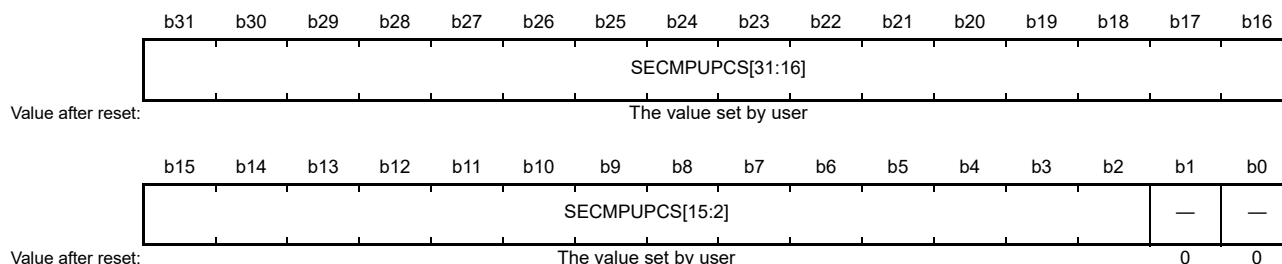 b31 b30 b29 b28 b27 b26 b25 b24 b23 b22 b21 b20 b19 b18 b17 b16
SECMPUPCS[31:16]
Value after reset: The value set by user
b15 b14 b13 b12 b11 b10 b9 b8 b7 b6 b5 b4 b3 b2 b1 b0
SECMPUPCS[15:2] — —
Value after reset: The value set by user 0 0